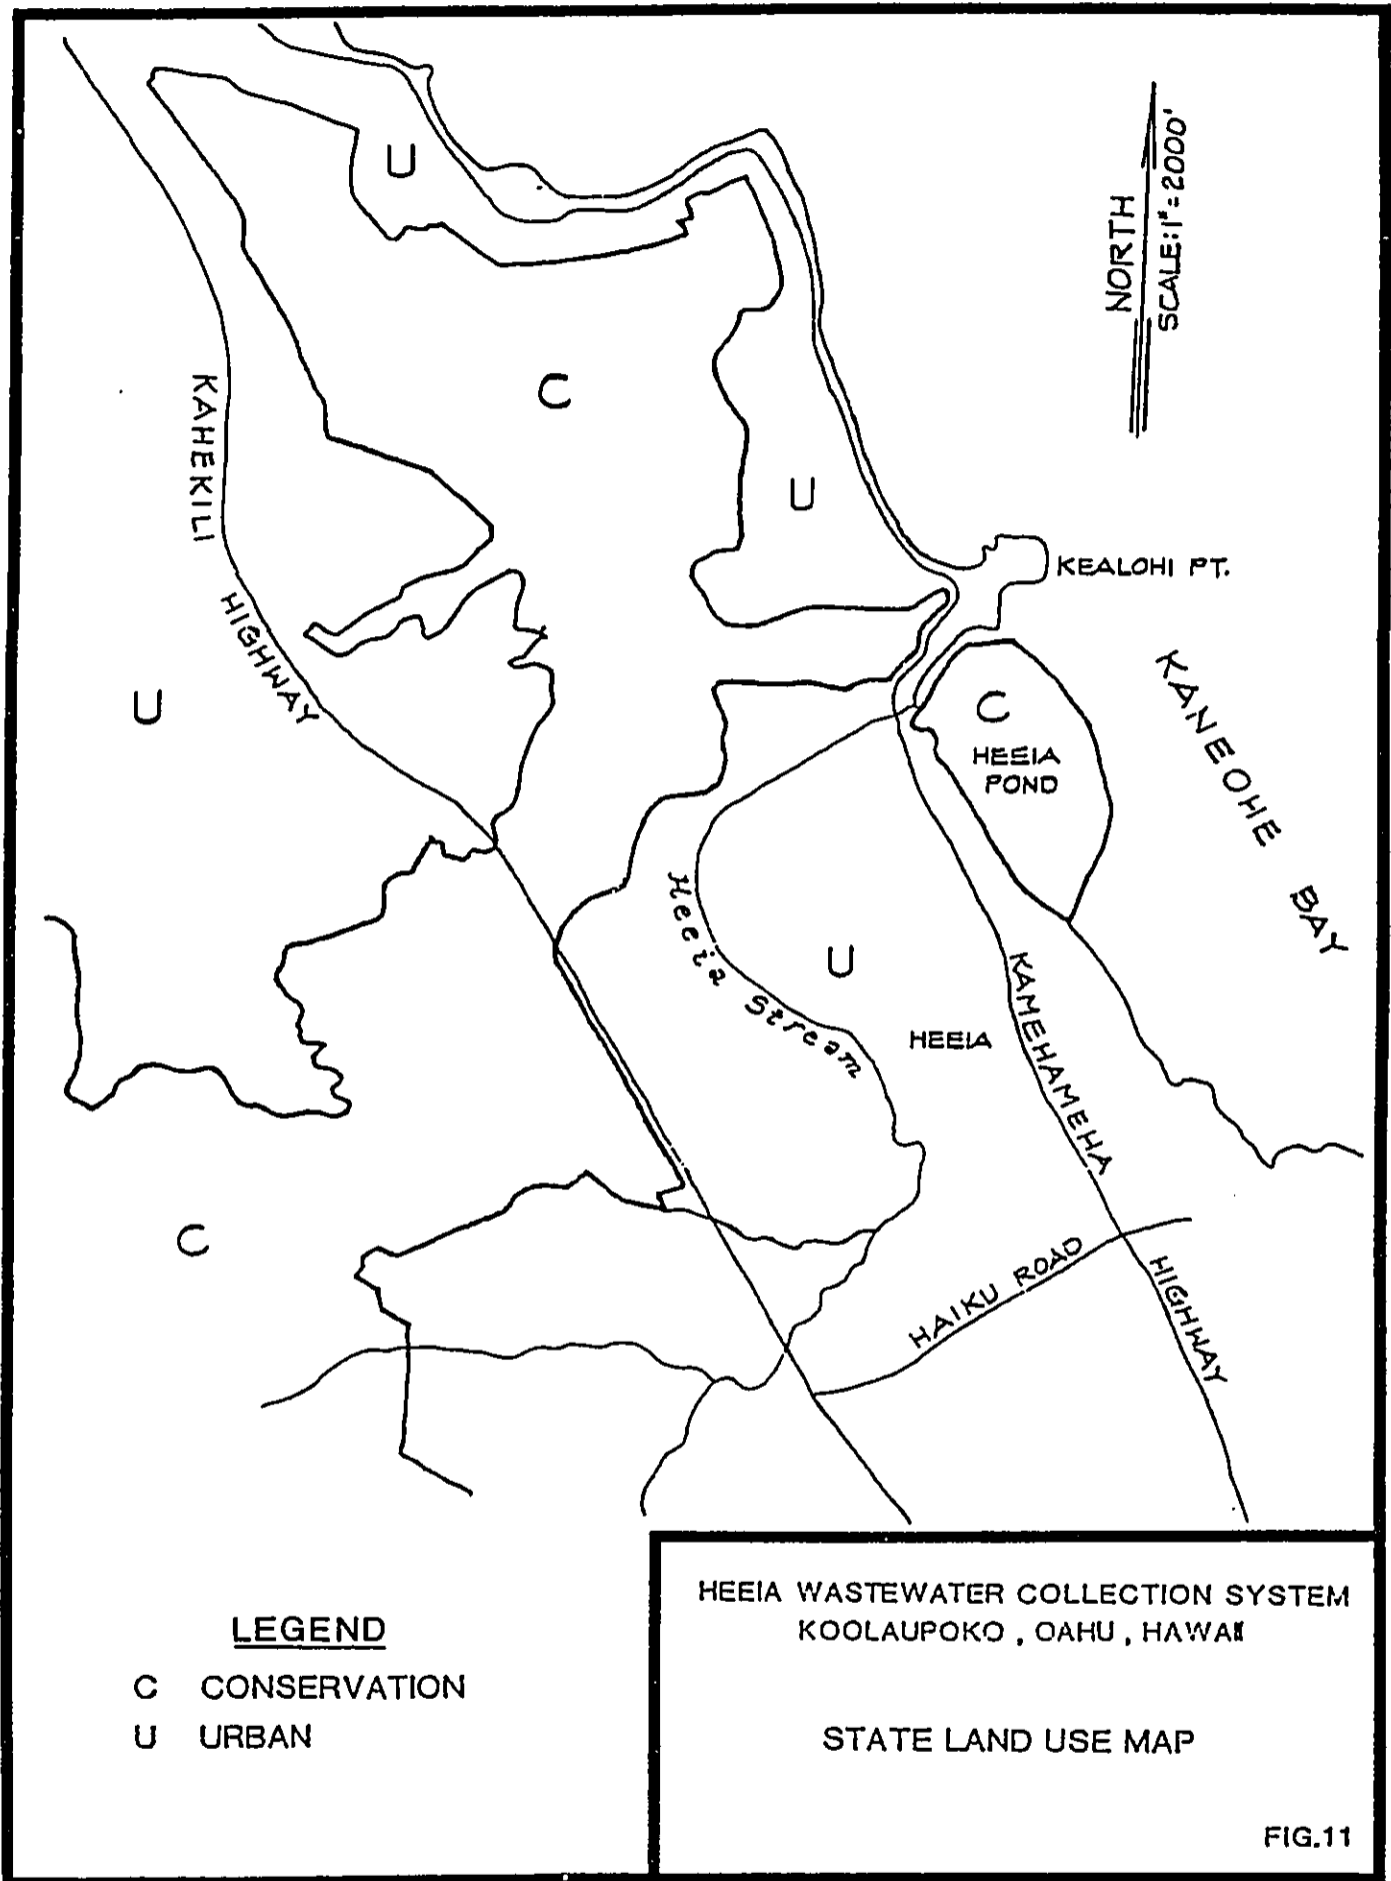 U
NORTH
SCALE: 1"=2000'
KAHEKILI
C
U
KEALOHI PT.
HIGHWAY
U
C
HEEIA
POND
KANEOHE
BAY
Heeia Stream
U
HEEIA
KAMEHAMEHA
C
HAIKU ROAD
HIGHWAY
LEGEND
C CONSERVATION
U URBAN
HEEIA WASTEWATER COLLECTION SYSTEM
KOOLAUPOKO , OAHU , HAWAII
STATE LAND USE MAP
FIG.11